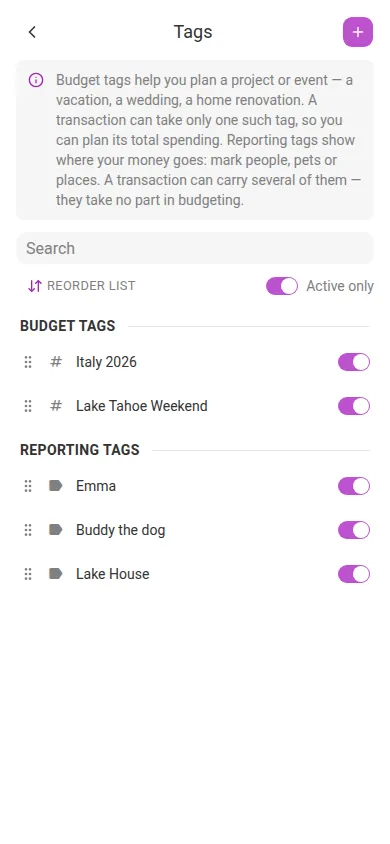 Tags
Budget tags help you plan a project or event — a
vacation, a wedding, a home renovation. A
transaction can take only one such tag, so you
can plan its total spending. Reporting tags show
where your money goes: mark people, pets or
places. A transaction can carry several of them —
they take no part in budgeting.
Search
REORDER LIST
Active only
BUDGET TAGS
# Italy 2026
# Lake Tahoe Weekend
REPORTING TAGS
Emma
Buddy the dog
Lake House